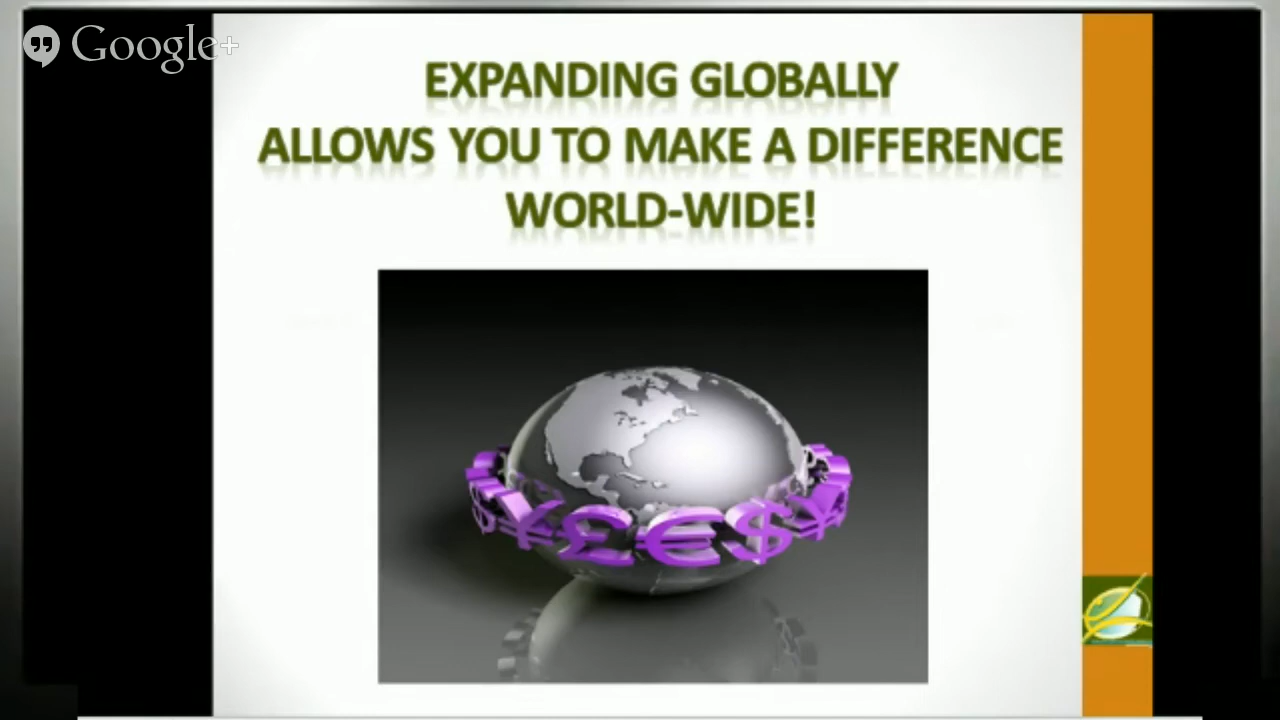 Google+
EXPANDING GLOBALLY
ALLOWS YOU TO MAKE A DIFFERENCE
WORLD-WIDE!
¥£€$¥